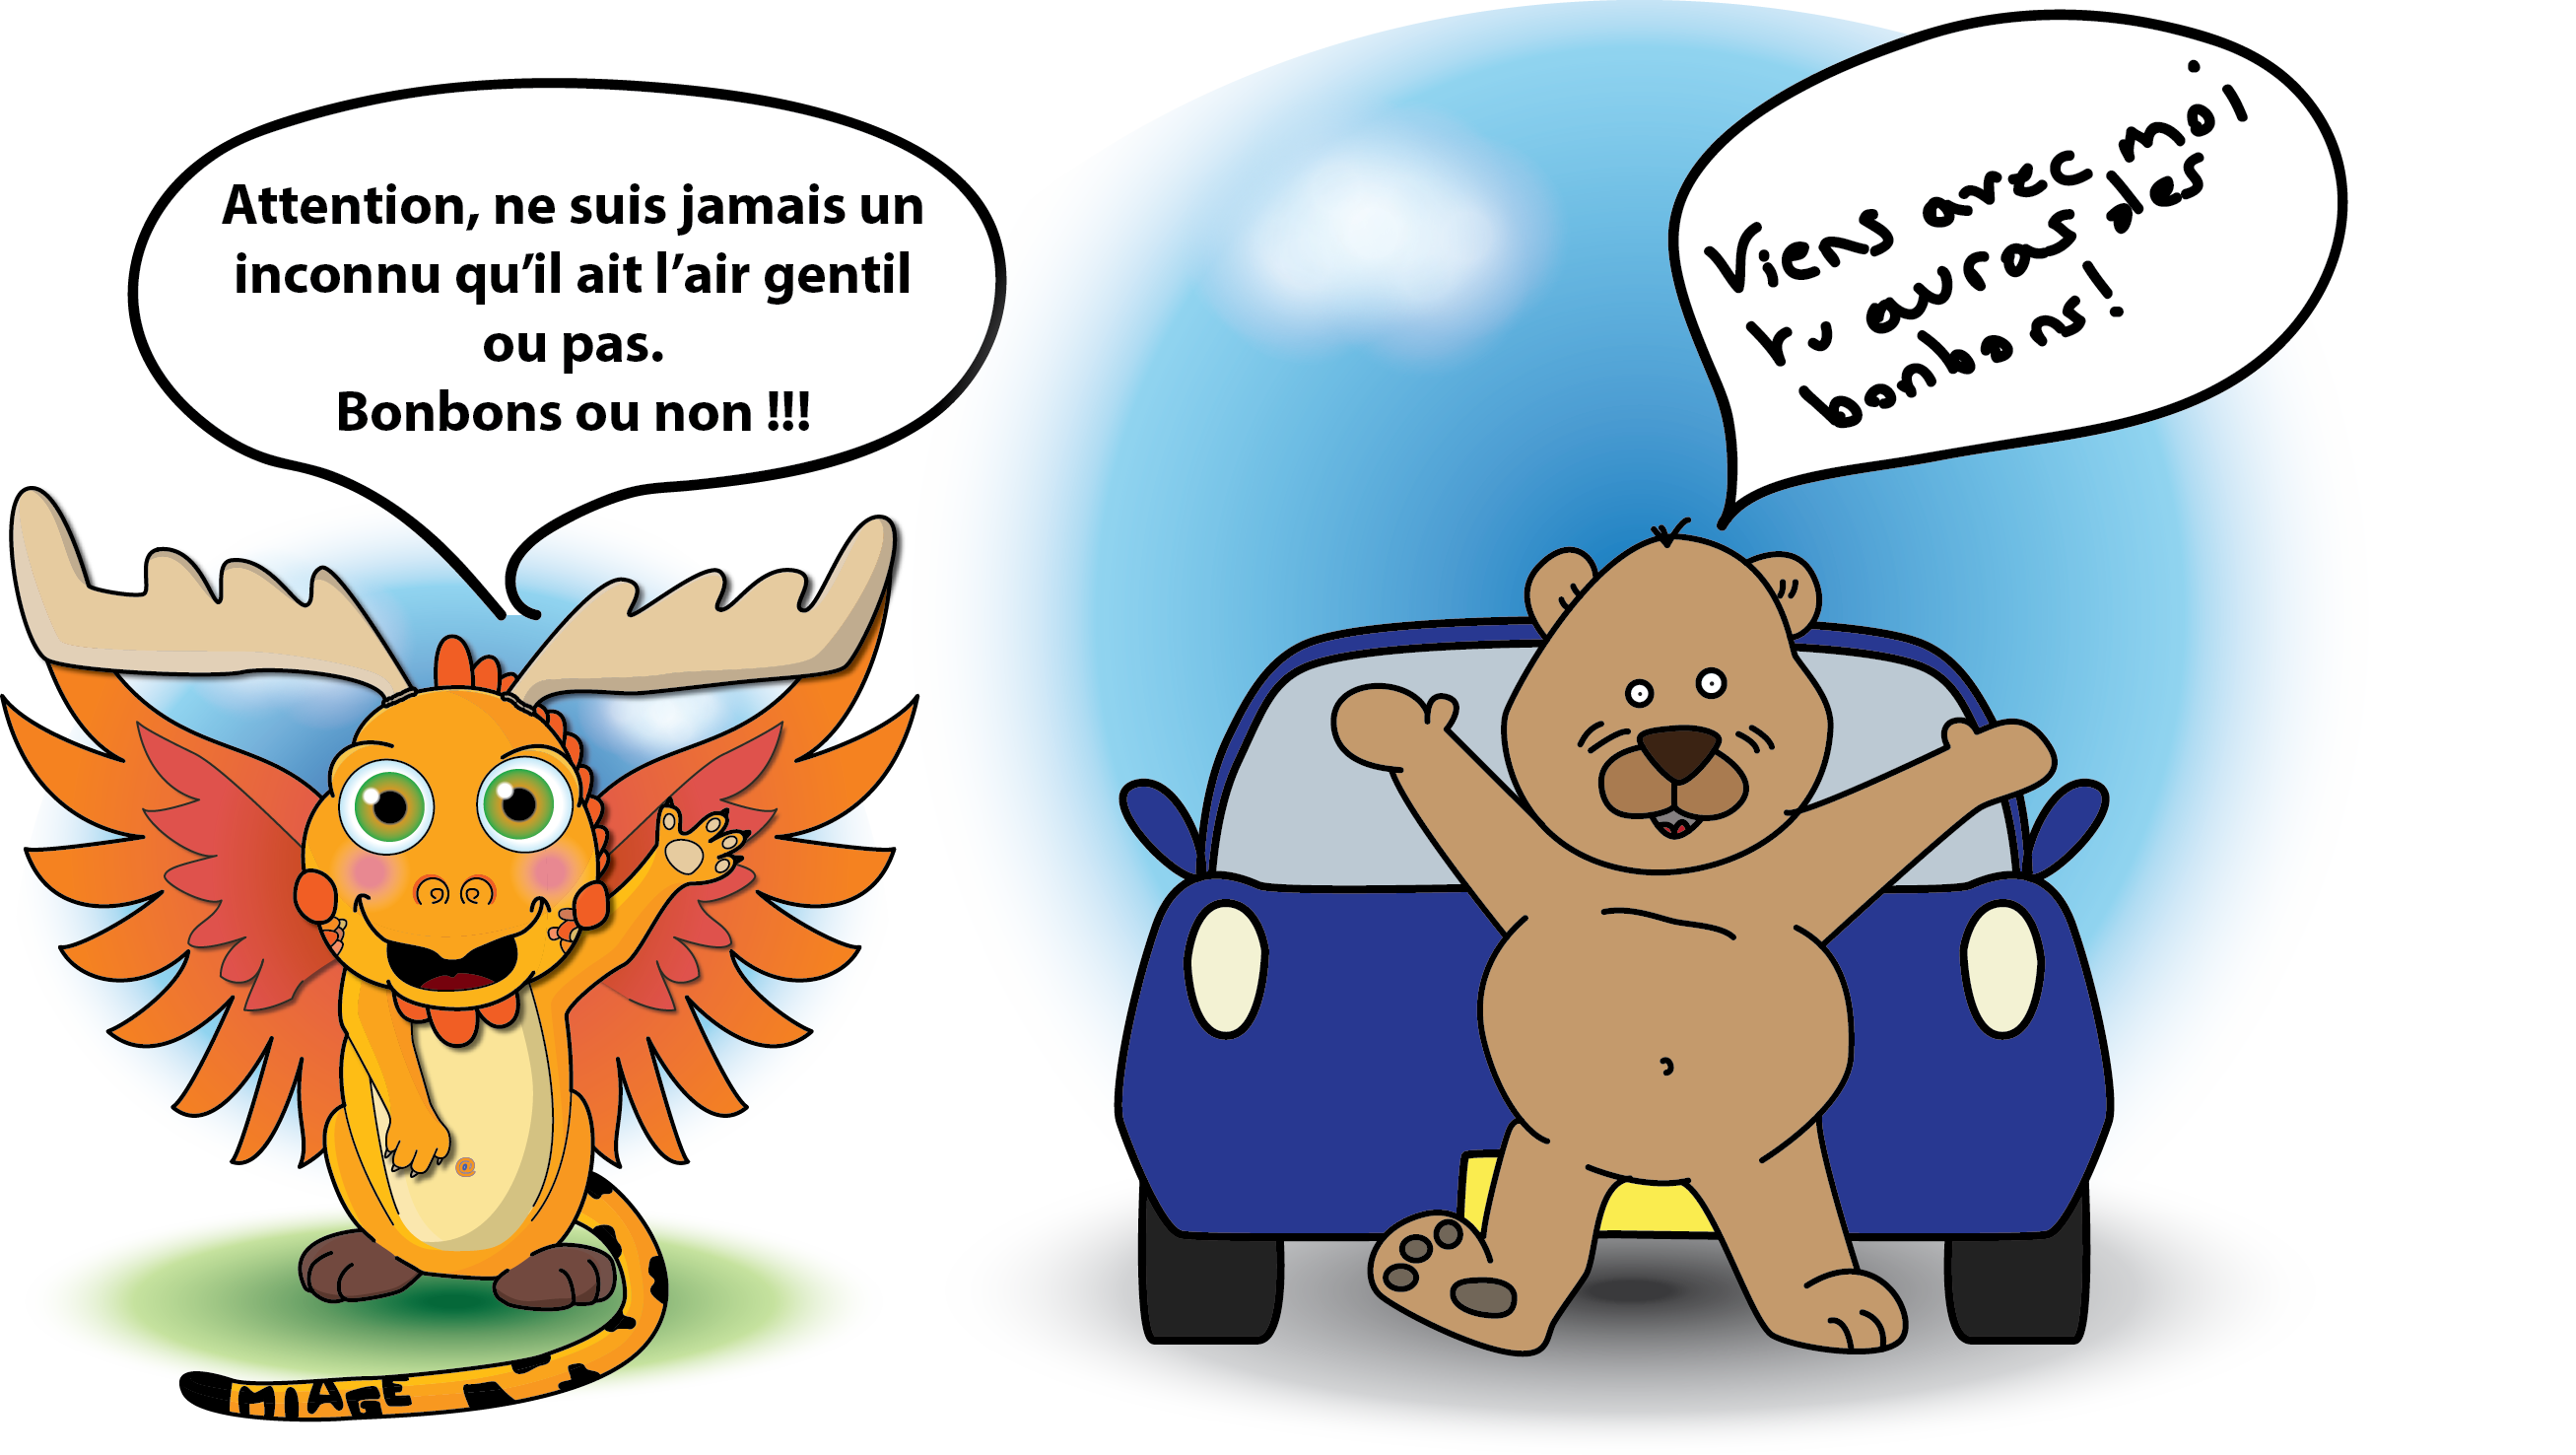 Attention, ne suis jamais un
inconnu qu’il ait l’air gentil
ou pas.
Bonbons ou non !!!
Viens avec moi
tu auras des
bonbons!
@
MIAGE